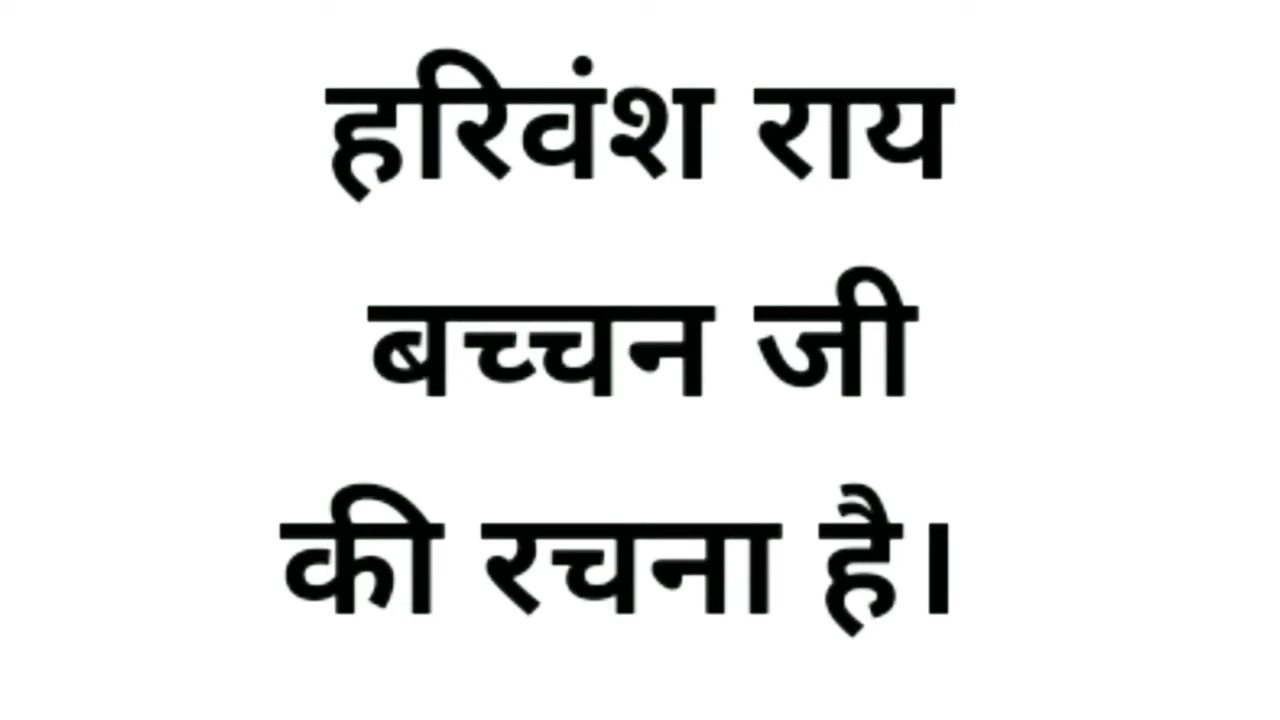 हरिवंश राय
बच्चन जी
की रचना है।